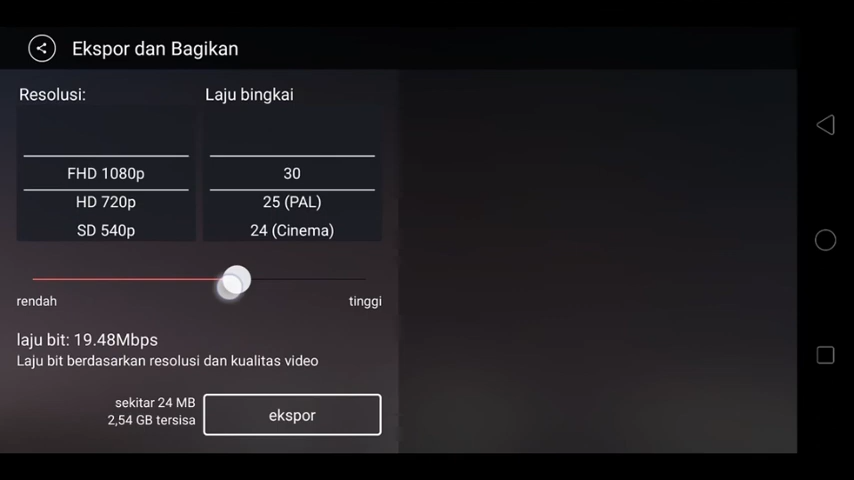 Ekspor dan Bagikan
Resolusi:
Laju bingkai
FHD 1080p
30
HD 720p
25 (PAL)
SD 540p
24 (Cinema)
rendah
tinggi
laju bit: 19.48Mbps
Laju bit berdasarkan resolusi dan kualitas video
sekitar 24 MB
2,54 GB tersisa
ekspor